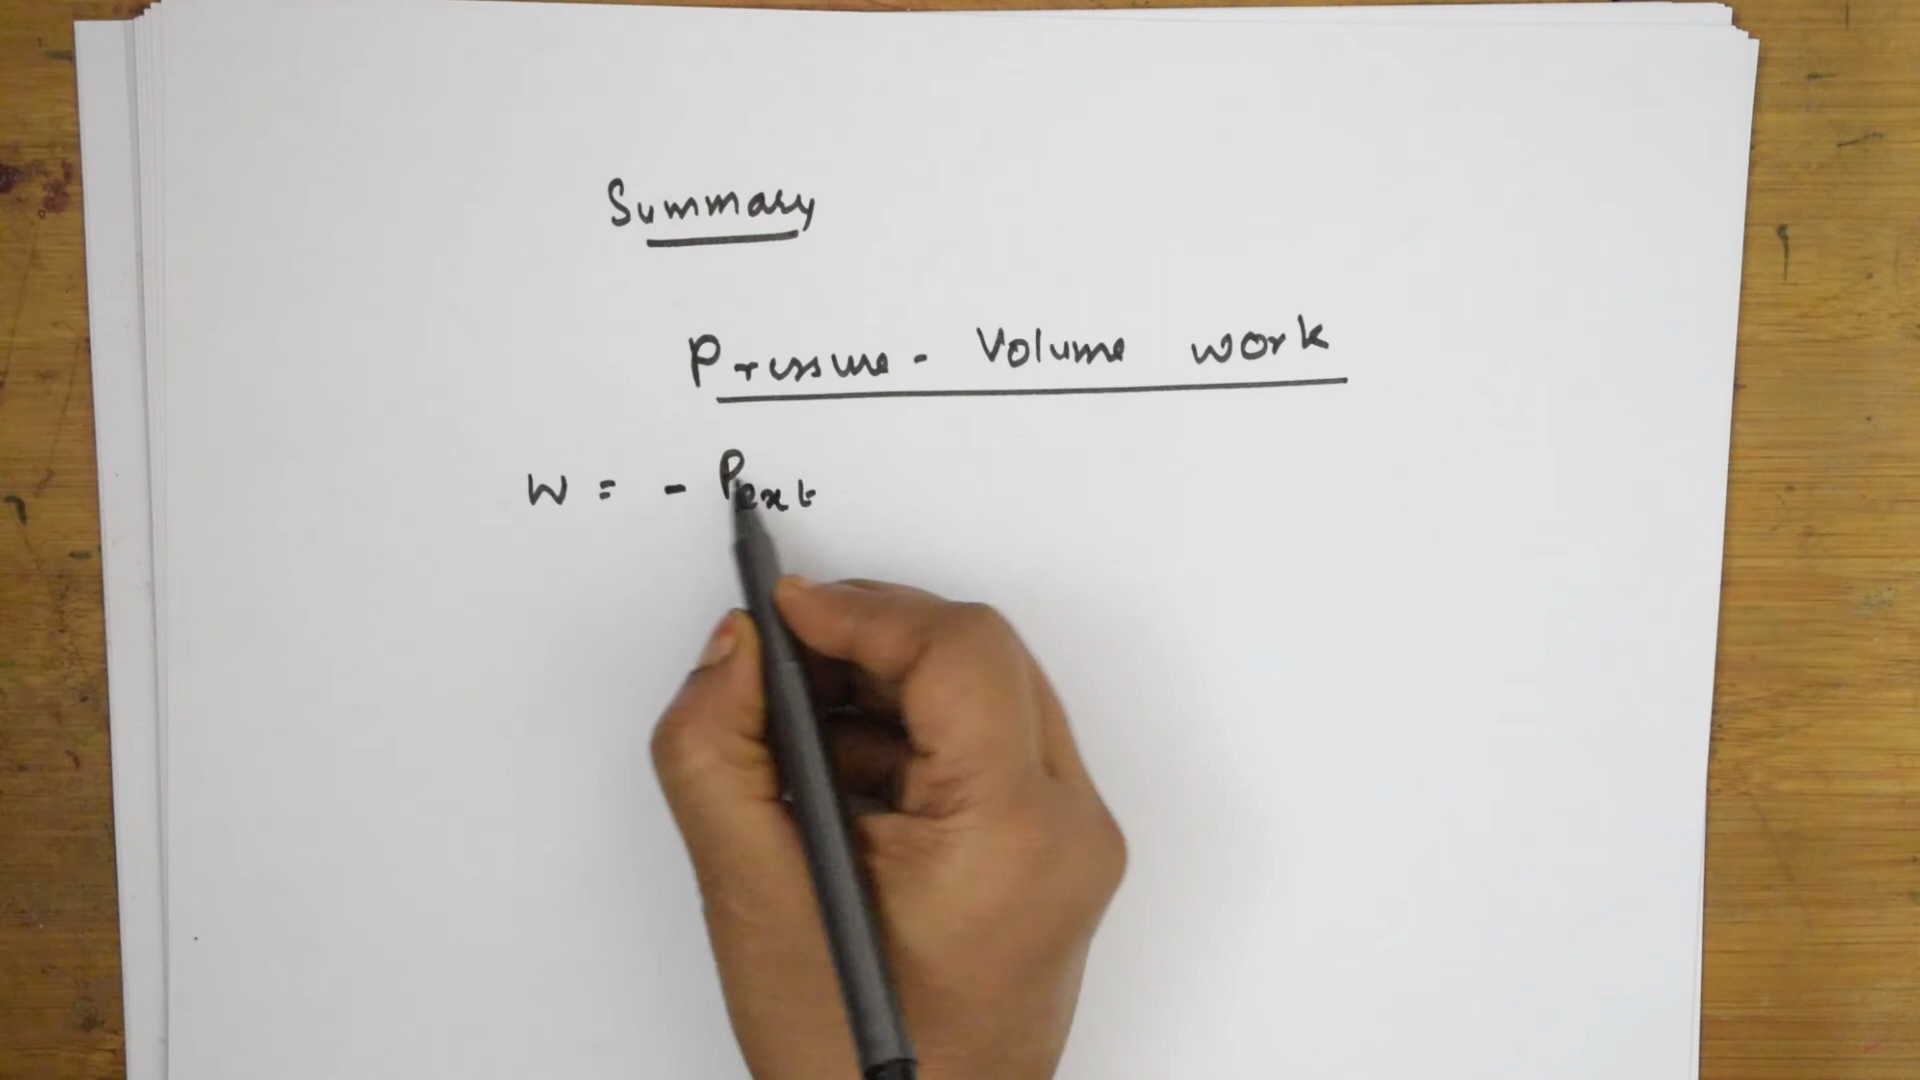 Summary
Pressure - Volume work
W = - Pext